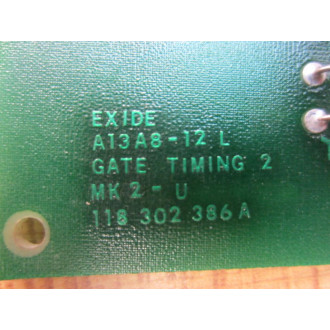 EXIDE
A13A8-12 L
GATE TIMING 2
MK 2 - U
118 302 386 A